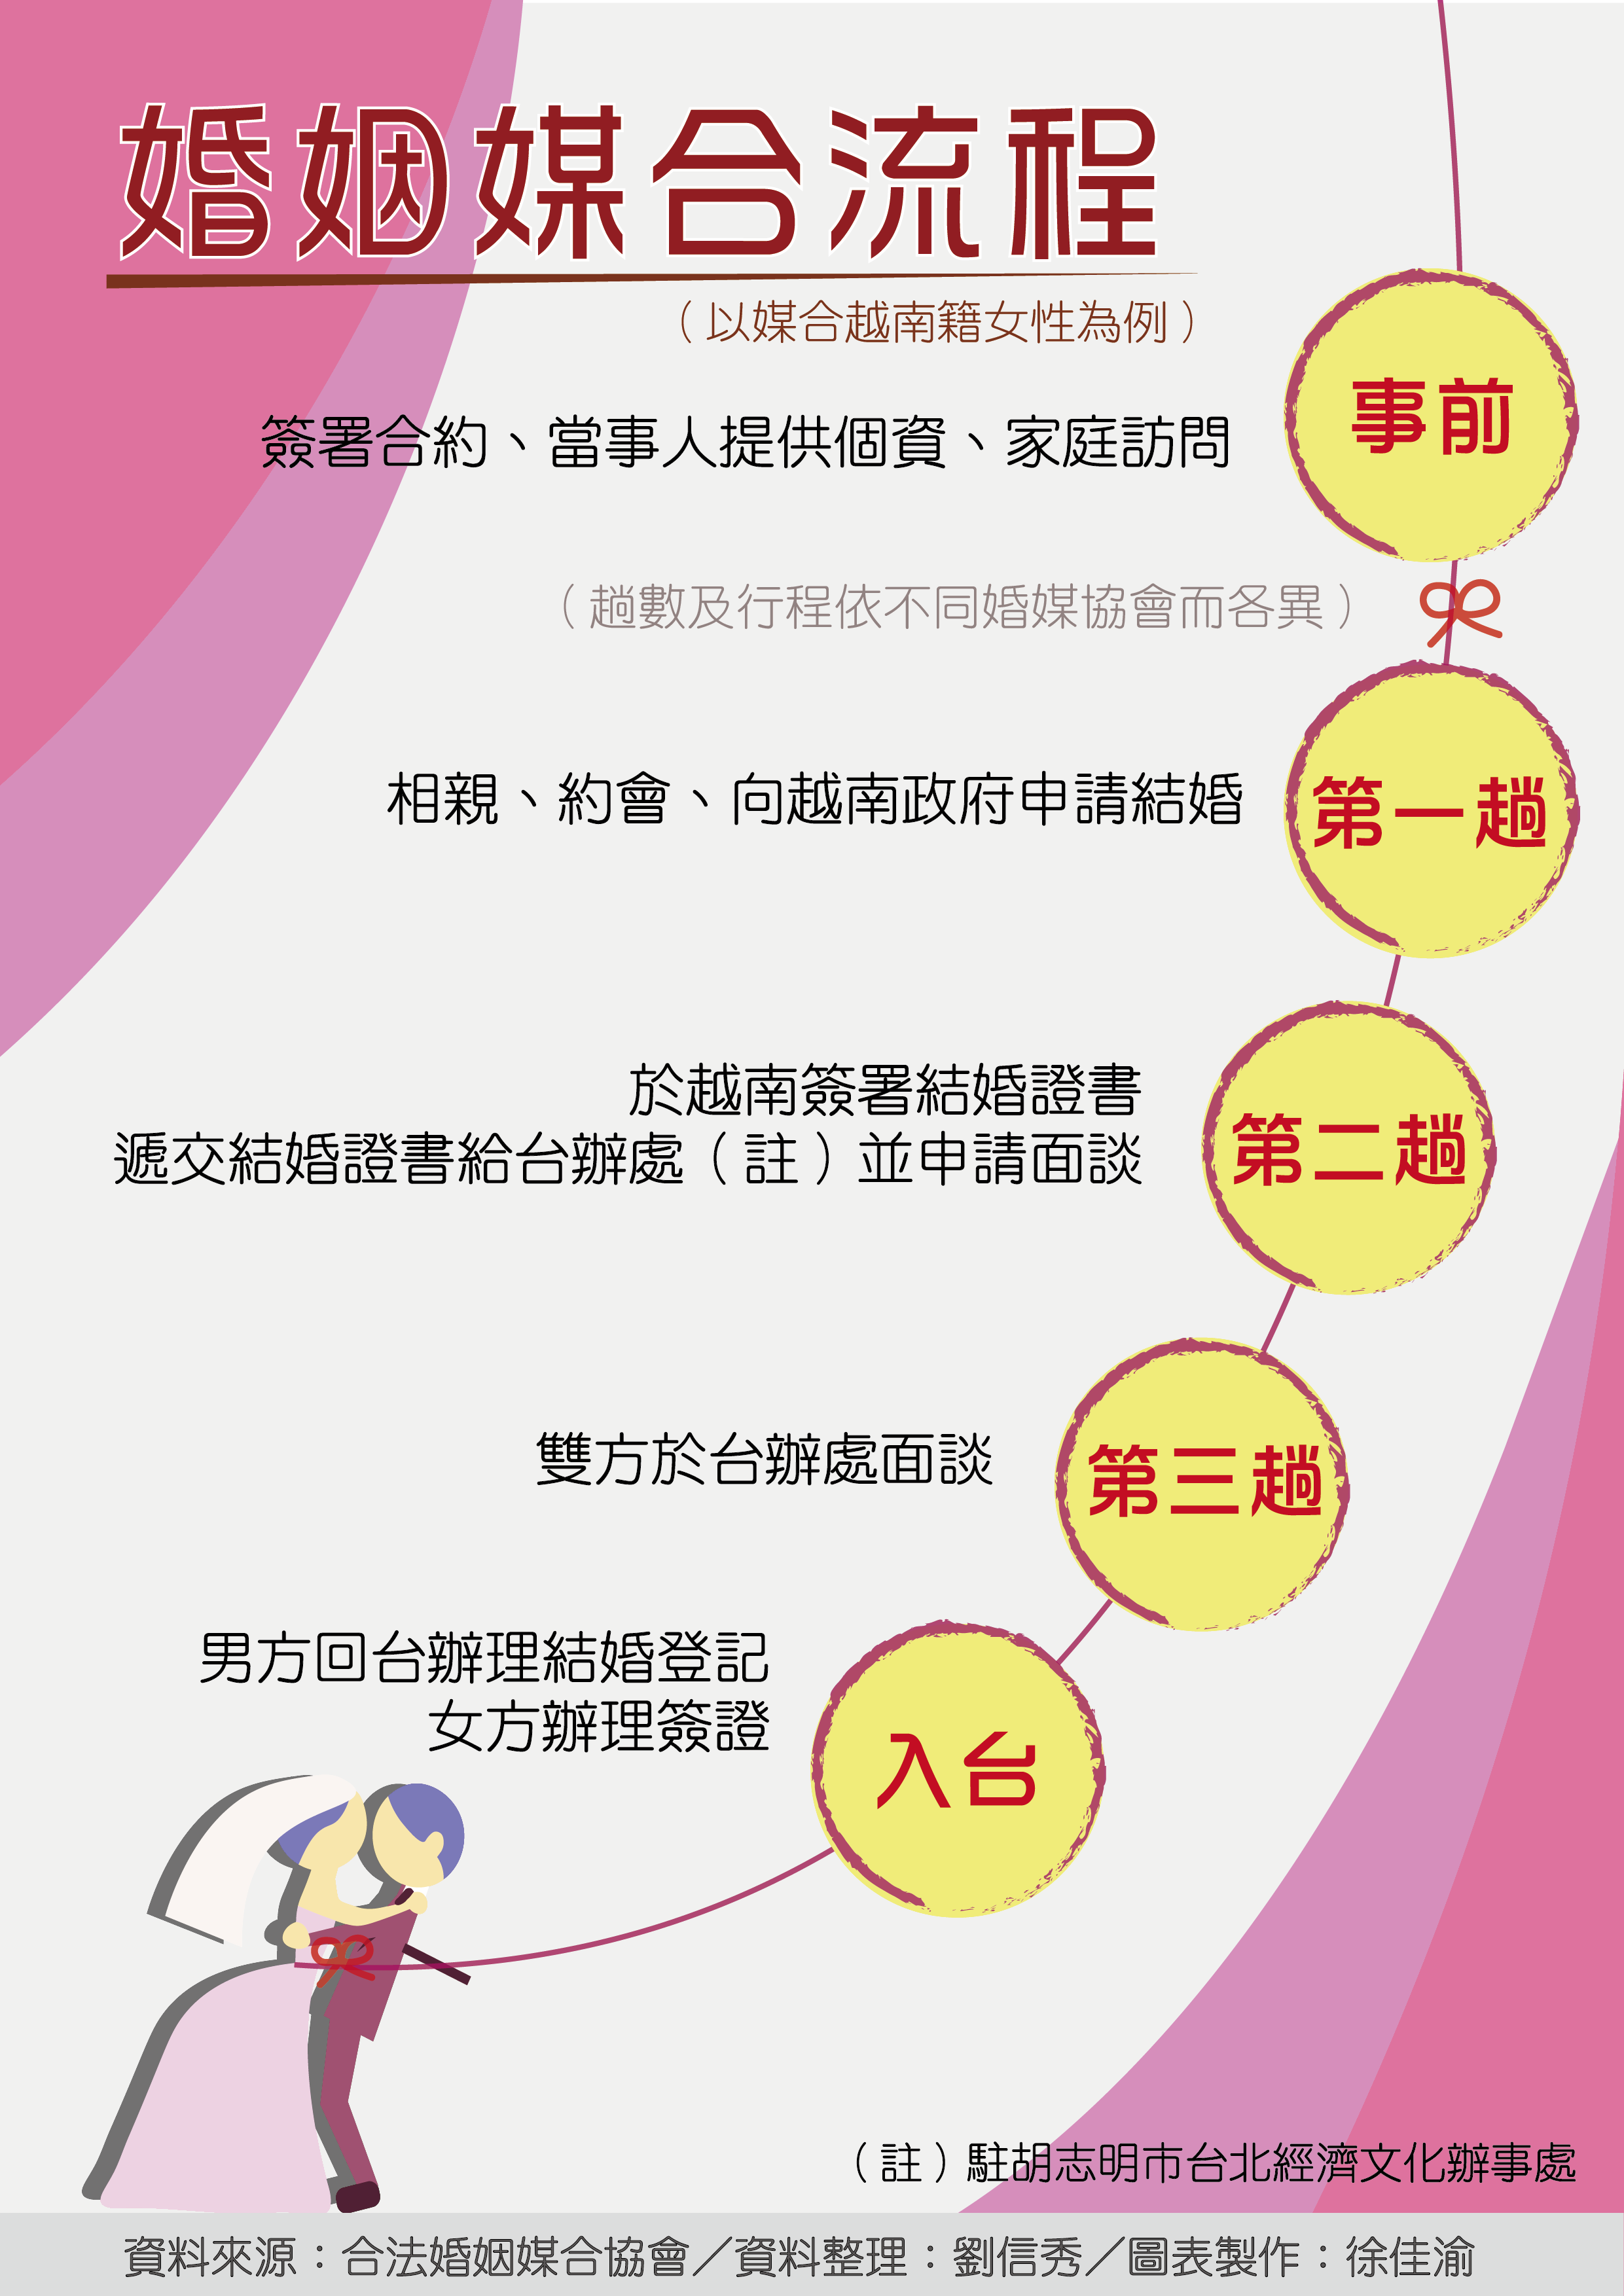 婚姻媒合流程
（以媒合越南籍女性為例）
事前
簽署合約、當事人提供個資、家庭訪問
（趟數及行程依不同婚媒協會而各異）
第一趟
相親、約會、向越南政府申請結婚
第二趟
於越南簽署結婚證書
遞交結婚證書給台辦處（註）並申請面談
第三趟
雙方於台辦處面談
入台
男方回台辦理結婚登記
女方辦理簽證
（註）駐胡志明市台北經濟文化辦事處
資料來源：合法婚姻媒合協會／資料整理：劉信秀／圖表製作：徐佳渝